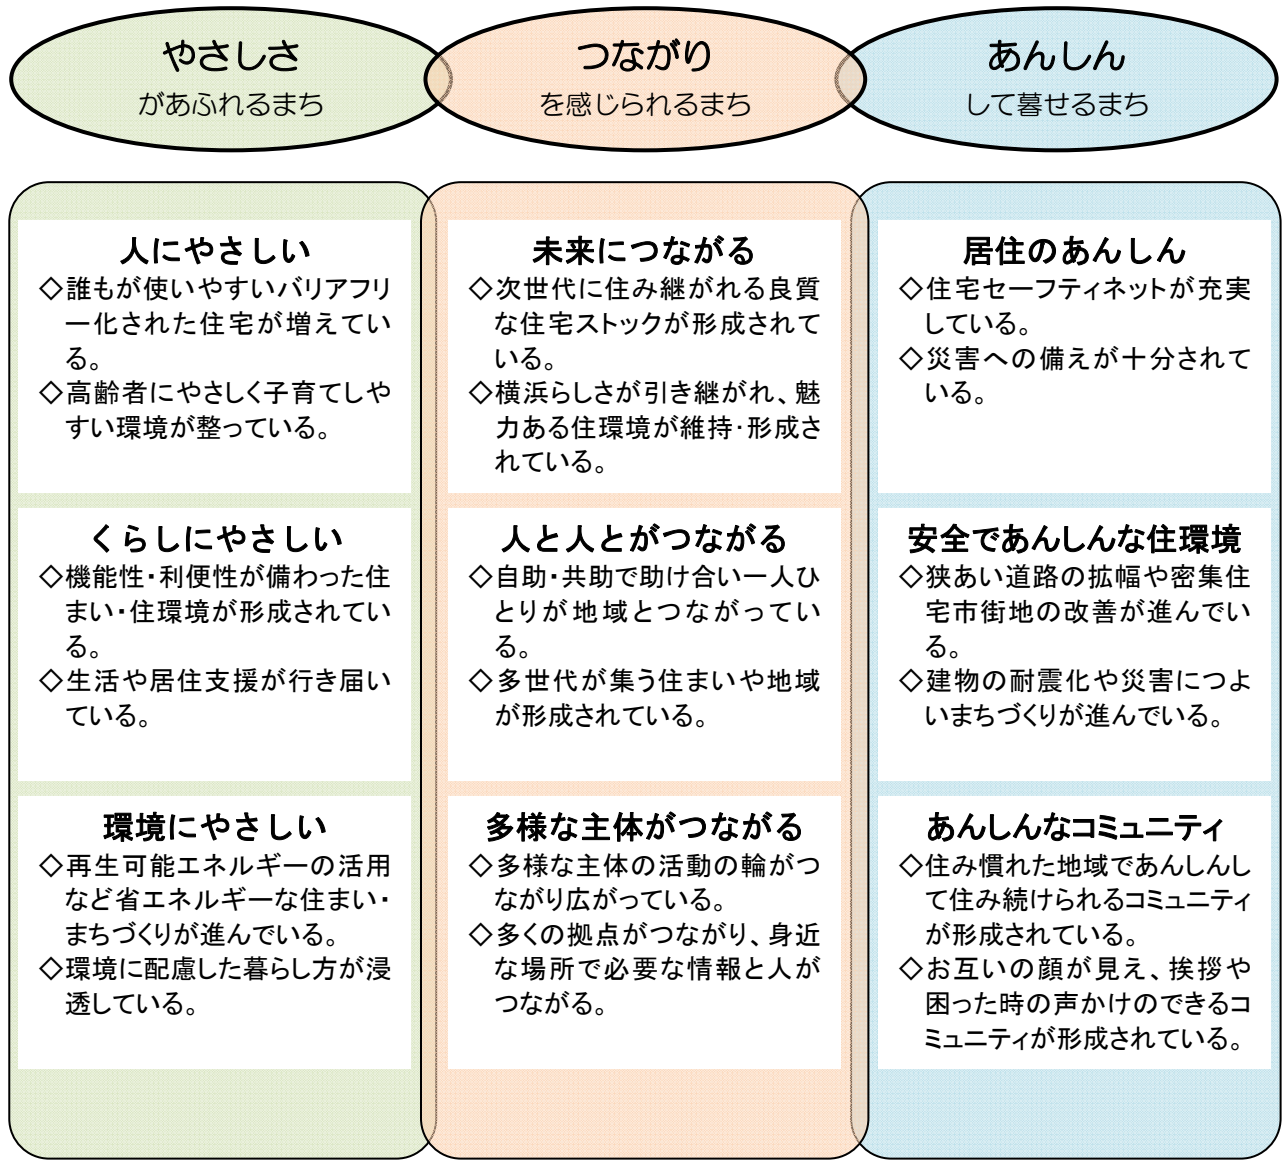 やさしさ
があふれるまち
つながり
を感じられるまち
あんしん
して暮せるまち
人にやさしい
◇誰もが使いやすいバリアフリ
ー化された住宅が増えてい
る。
◇高齢者にやさしく子育てしや
すい環境が整っている。
くらしにやさしい
◇機能性・利便性が備わった住
まい・住環境が形成されてい
る。
◇生活や居住支援が行き届い
ている。
環境にやさしい
◇再生可能エネルギーの活用
など省エネルギーな住まい・
まちづくりが進んでいる。
◇環境に配慮した暮らし方が浸
透している。
未来につながる
◇次世代に住み継がれる良質
な住宅ストックが形成されて
いる。
◇横浜らしさが引き継がれ、魅
力ある住環境が維持・形成さ
れている。
人と人とがつながる
◇自助・共助で助け合い一人ひ
とりが地域とつながってい
る。
◇多世代が集う住まいや地域
が形成されている。
多様な主体がつながる
◇多様な主体の活動の輪がつ
ながり広がっている。
◇多くの拠点がつながり、身近
な場所で必要な情報と人が
つながる。
居住のあんしん
◇住宅セーフティネットが充実
している。
◇災害への備えが十分されて
いる。
安全であんしんな住環境
◇狭あい道路の拡幅や密集住
宅市街地の改善が進んでい
る。
◇建物の耐震化や災害につよ
いまちづくりが進んでいる。
あんしんなコミュニティ
◇住み慣れた地域であんしんし
て住み続けられるコミュニティ
が形成されている。
◇お互いの顔が見え、挨拶や
困った時の声かけのできるコ
ミュニティが形成されている。